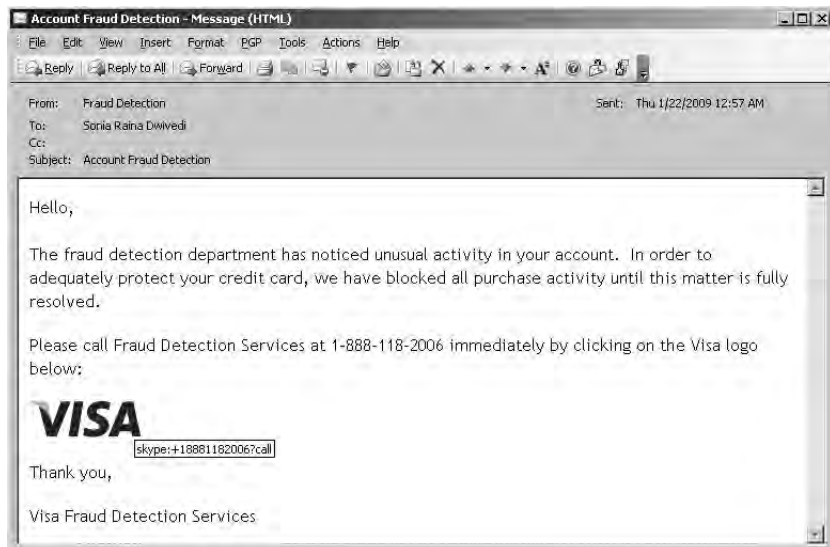 Account Fraud Detection - Message (HTML)
File Edit View Insert Format PGP Tools Actions Help
Reply Reply to All Forward
From: Fraud Detection Sent: Thu 1/22/2009 12:57 AM
To: Sonia Raina Dwivedi
Cc:
Subject: Account Fraud Detection
Hello,
The fraud detection department has noticed unusual activity in your account. In order to
adequately protect your credit card, we have blocked all purchase activity until this matter is fully
resolved.
Please call Fraud Detection Services at 1-888-118-2006 immediately by clicking on the Visa logo
below:
VISA
skype:+18881182006?call
Thank you,
Visa Fraud Detection Services